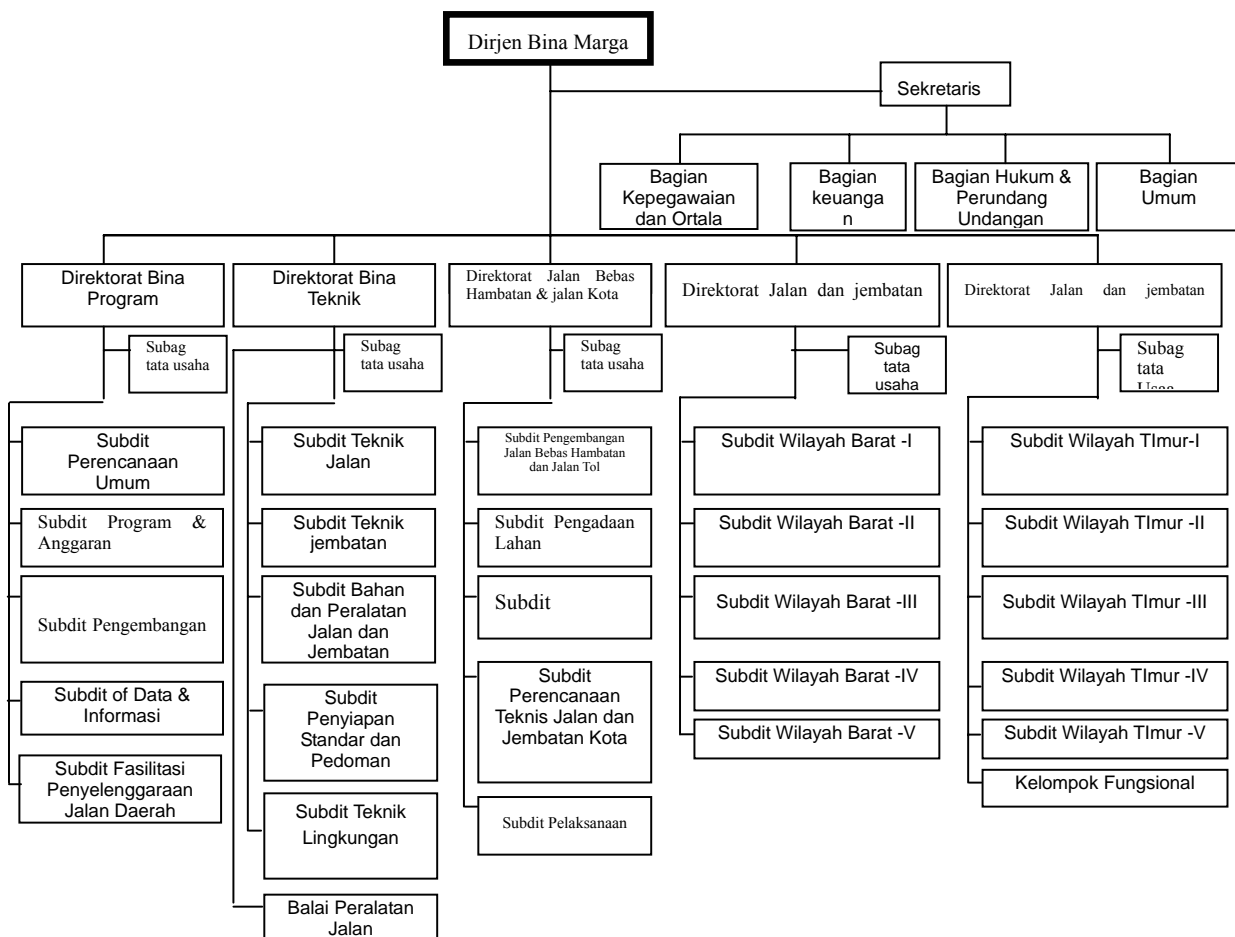 Dirjen Bina Marga
Sekretaris
Bagian
Kepegawaian
dan Ortala
Bagian
keuanga
n
Bagian Hukum &
Perundang
Undangan
Bagian
Umum
Direktorat Bina
Program
Direktorat Bina
Teknik
Direktorat Jalan Bebas
Hambatan & jalan Kota
Direktorat Jalan dan jembatan
Direktorat Jalan dan jembatan
Subag
tata usaha
Subag
tata usaha
Subag
tata usaha
Subag
tata
usaha
Subag
tata
Subdit
Perencanaan
Umum
Subdit Program &
Anggaran
Subdit Pengembangan
Subdit of Data &
Informasi
Subdit Fasilitasi
Penyelenggaraan
Jalan Daerah
Subdit Teknik
Jalan
Subdit Teknik
jembatan
Subdit Bahan
dan Peralatan
Jalan dan
Jembatan
Subdit
Penyiapan
Standar dan
Pedoman
Subdit Teknik
Lingkungan
Balai Peralatan
Jalan
Subdit Pengembangan
Jalan Bebas Hambatan
dan Jalan Tol
Subdit Pengadaan
Lahan
Subdit
Subdit
Perencanaan
Teknis Jalan dan
Jembatan Kota
Subdit Pelaksanaan
Subdit Wilayah Barat -I
Subdit Wilayah Barat -II
Subdit Wilayah Barat -III
Subdit Wilayah Barat -IV
Subdit Wilayah Barat -V
Subdit Wilayah TImur-I
Subdit Wilayah TImur -II
Subdit Wilayah TImur -III
Subdit Wilayah TImur -IV
Subdit Wilayah TImur -V
Kelompok Fungsional